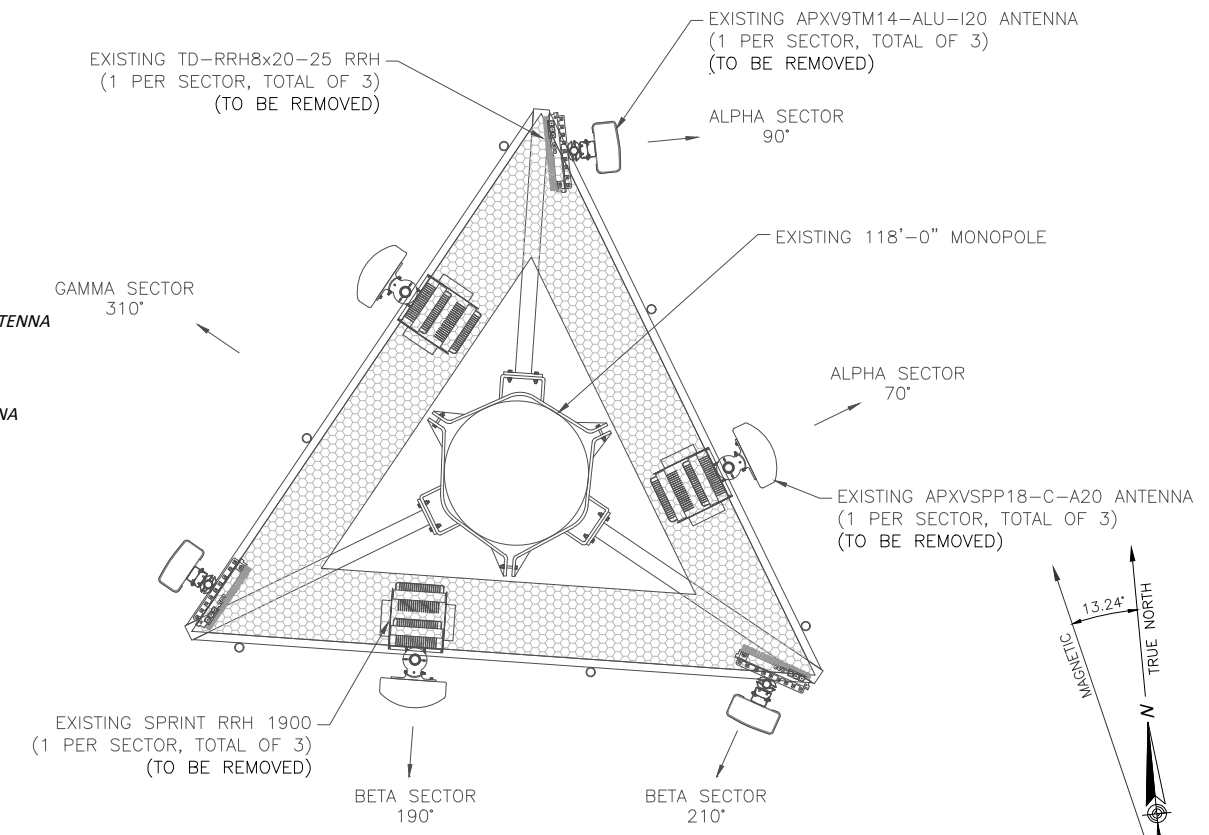 EXISTING APXV9TM14-ALU-I20 ANTENNA
(1 PER SECTOR, TOTAL OF 3)
(TO BE REMOVED)
EXISTING TD-RRH8x20-25 RRH
(1 PER SECTOR, TOTAL OF 3)
(TO BE REMOVED)
ALPHA SECTOR
90°
EXISTING 118'-0" MONOPOLE
GAMMA SECTOR
310°
TENNA
ALPHA SECTOR
70°
NA
EXISTING APXVSPP18-C-A20 ANTENNA
(1 PER SECTOR, TOTAL OF 3)
(TO BE REMOVED)
13.24°
MAGNETIC
TRUE NORTH
N
EXISTING SPRINT RRH 1900
(1 PER SECTOR, TOTAL OF 3)
(TO BE REMOVED)
BETA SECTOR
190°
BETA SECTOR
210°